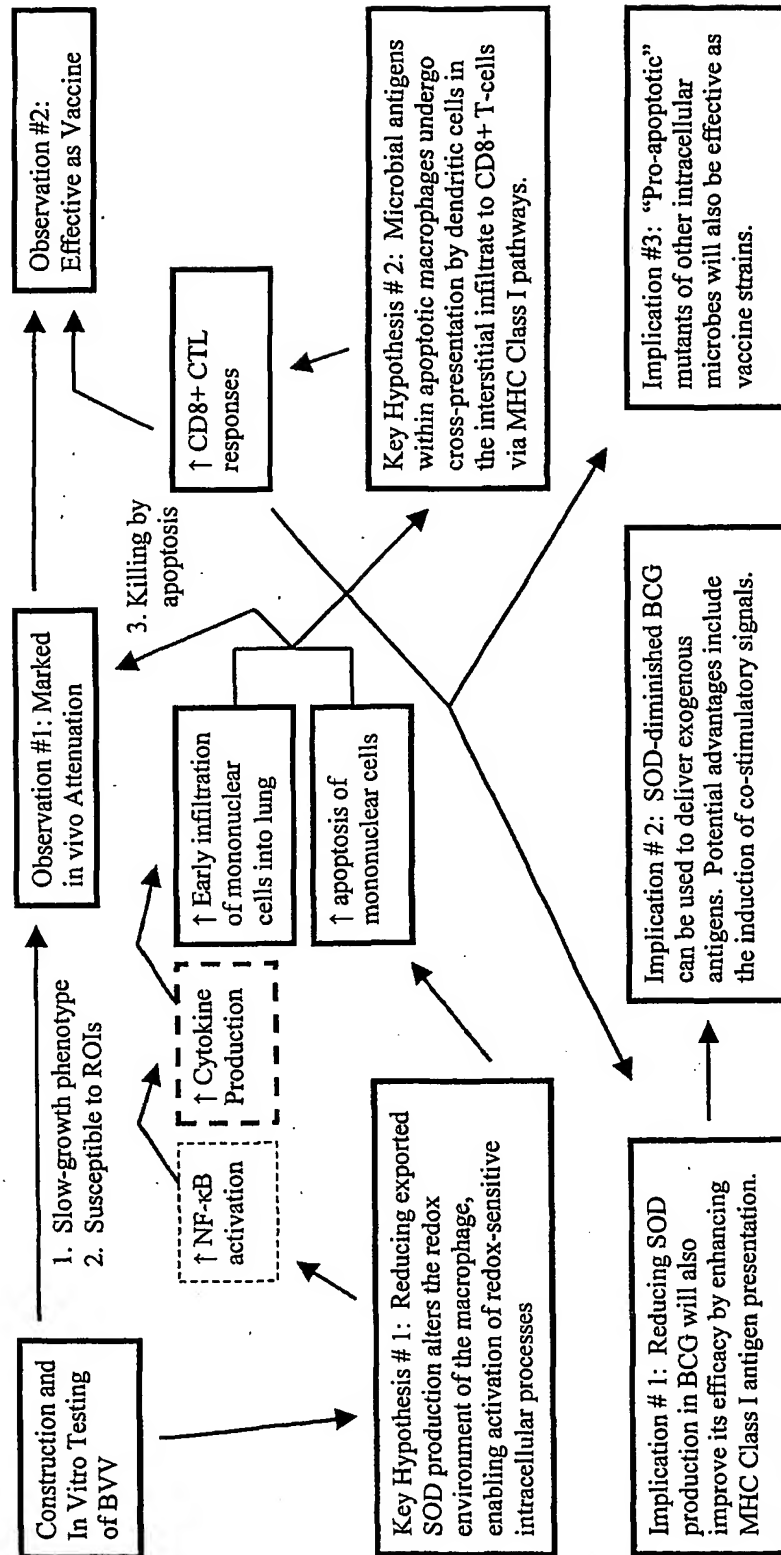 Construction and
In Vitro Testing
of BVV
1. Slow-growth phenotype
2. Susceptible to ROIs
Observation #1: Marked
in vivo Attenuation
Observation #2:
Effective as Vaccine
↑ NF-κB
activation
↑ Cytokine
Production
↑ Early infiltration
of mononuclear
cells into lung
↑ apoptosis of
mononuclear cells
3. Killing by
apoptosis
↑ CD8+ CTL
responses
Key Hypothesis # 1: Reducing exported
SOD production alters the redox
environment of the macrophage,
enabling activation of redox-sensitive
intracellular processes
Key Hypothesis # 2: Microbial antigens
within apoptotic macrophages undergo
cross-presentation by dendritic cells in
the interstitial infiltrate to CD8+ T-cells
via MHC Class I pathways.
Implication # 1: Reducing SOD
production in BCG will also
improve its efficacy by enhancing
MHC Class I antigen presentation.
Implication # 2: SOD-diminished BCG
can be used to deliver exogenous
antigens. Potential advantages include
the induction of co-stimulatory signals.
Implication #3: “Pro-apoptotic”
mutants of other intracellular
microbes will also be effective as
vaccine strains.